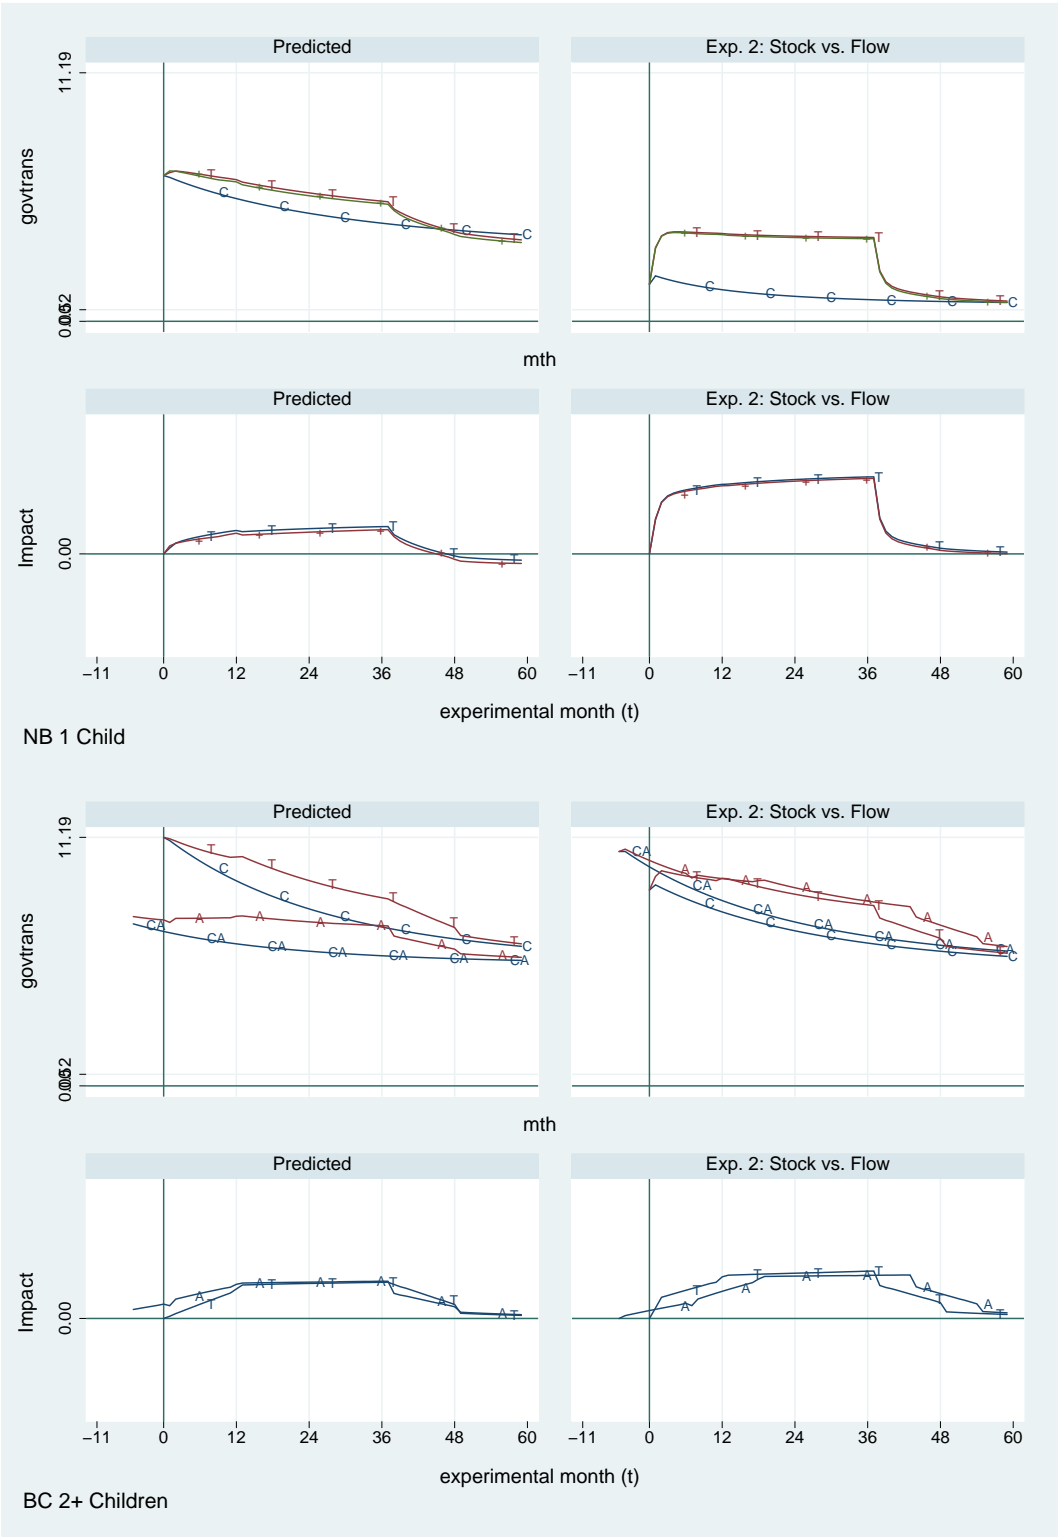 Predicted
Exp. 2: Stock vs. Flow
11.19
govtrans
mth
Predicted
Exp. 2: Stock vs. Flow
Impact
0.00
−11 0 12 24 36 48 60 −11 0 12 24 36 48 60
experimental month (t)
NB 1 Child
Predicted
Exp. 2: Stock vs. Flow
11.19
govtrans
mth
Predicted
Exp. 2: Stock vs. Flow
Impact
0.00
−11 0 12 24 36 48 60 −11 0 12 24 36 48 60
experimental month (t)
BC 2+ Children